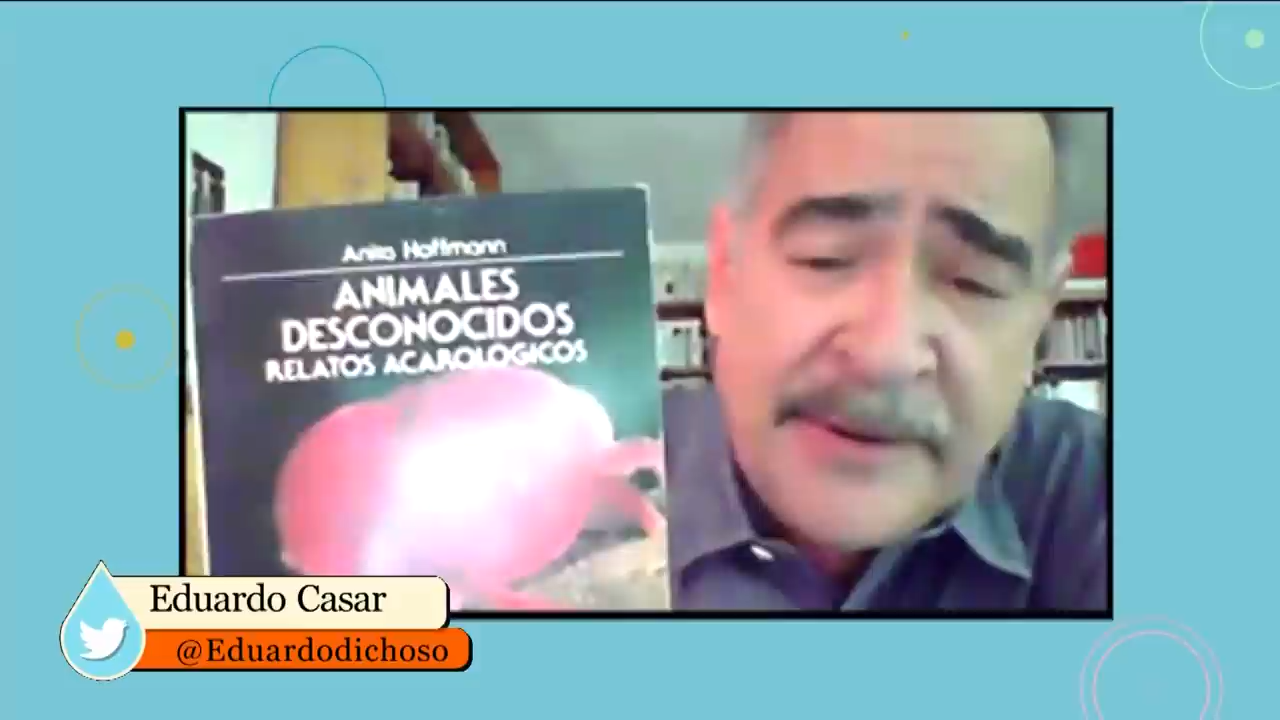 Anita Hoffmann
ANIMALES
DESCONOCIDOS
RELATOS ACAROLOGICOS
Eduardo Casar
@Eduardodichoso